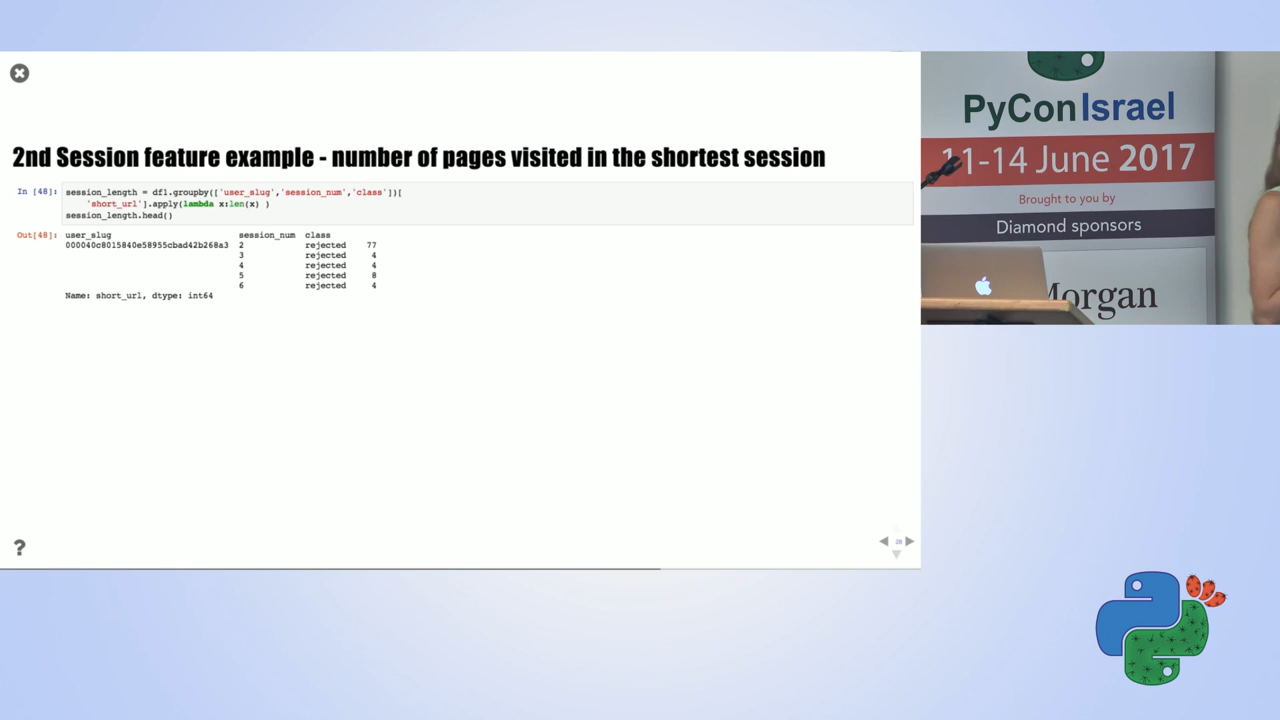 2nd Session feature example - number of pages visited in the shortest session
In [48]: session_length = df1.groupby(['user_slug','session_num','class'])[
'short_url'].apply(lambda x:len(x) )
session_length.head()
Out[48]: user_slug session_num class
000040c8015840e58955cbad42b268a3 2 rejected 77
3 rejected 4
4 rejected 4
5 rejected 8
6 rejected 4
Name: short_url, dtype: int64
?
28
PyConIsrael
11-14 June 2017
Brought to you by
Diamond sponsors
Morgan